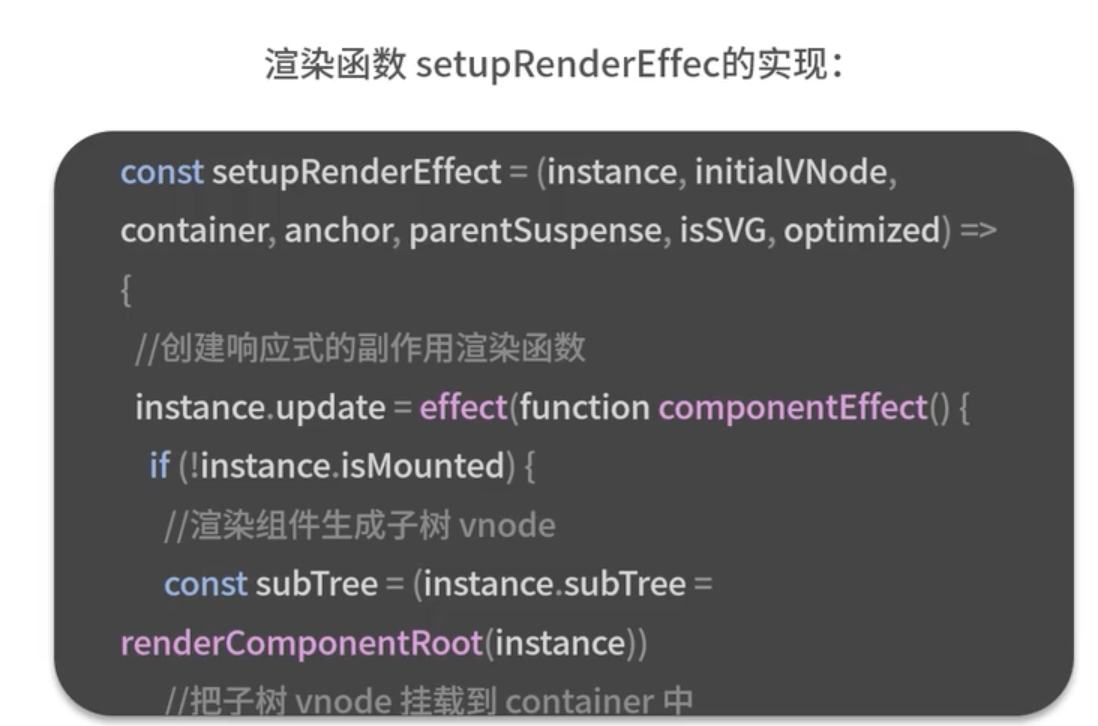 渲染函数 setupRenderEffec的实现：
const setupRenderEffect = (instance, initialVNode,
container, anchor, parentSuspense, isSVG, optimized) =>
{
//创建响应式的副作用渲染函数
instance.update = effect(function componentEffect() {
if (!instance.isMounted) {
//渲染组件生成子树 vnode
const subTree = (instance.subTree =
renderComponentRoot(instance))
//把子树 vnode 挂载到 container 中